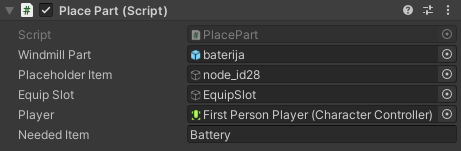 # Place Part (Script)
Script PlacePart
Windmill Part baterija
Placeholder Item node_id28
Equip Slot EquipSlot
Player First Person Player (Character Controller)
Needed Item Battery